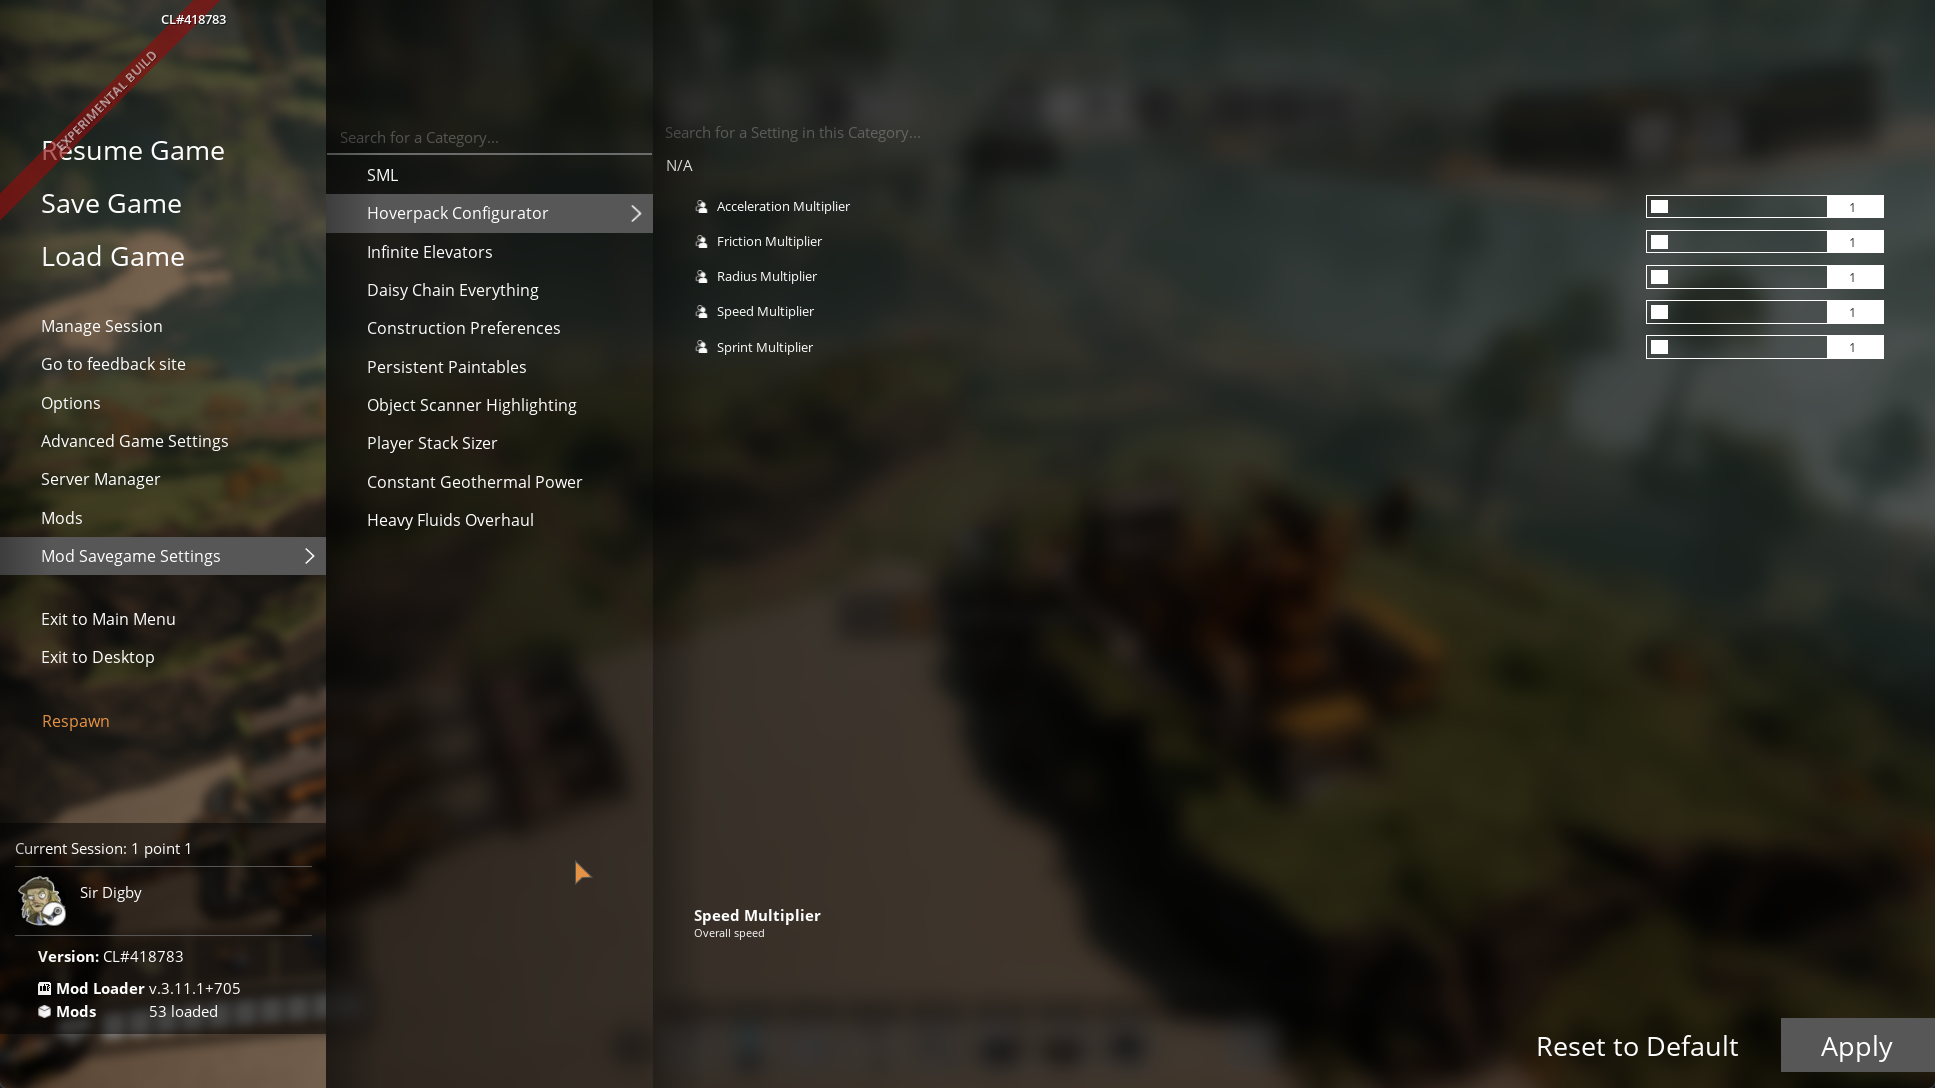 CL#418783
EXPERIMENTAL BUILD
Resume Game
Save Game
Load Game
Manage Session
Go to feedback site
Options
Advanced Game Settings
Server Manager
Mods
Mod Savegame Settings
Exit to Main Menu
Exit to Desktop
Respawn
Current Session: 1 point 1
Sir Digby
Version: CL#418783
Mod Loader v.3.11.1+705
Mods 53 loaded
Search for a Category...
SML
Hoverpack Configurator
Infinite Elevators
Daisy Chain Everything
Construction Preferences
Persistent Paintables
Object Scanner Highlighting
Player Stack Sizer
Constant Geothermal Power
Heavy Fluids Overhaul
Search for a Setting in this Category...
N/A
Acceleration Multiplier 1
Friction Multiplier 1
Radius Multiplier 1
Speed Multiplier 1
Sprint Multiplier 1
Speed Multiplier
Overall speed
Reset to Default Apply